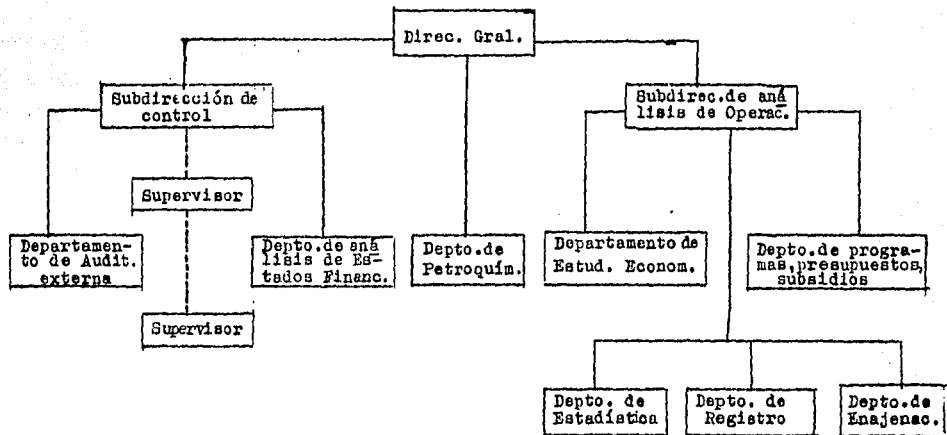 Direc. Gral.
Subdirección de
control
Subdirec.de aná
lisis de Operac.
Supervisor
Departamen-
to de Audit.
externa
Depto.de aná
lisis de Es-
tados Financ.
Depto.de
Petroquím.
Departamento de
Estud. Econom.
Depto.de progra-
mas,presupuestos,
subsidios
Supervisor
Depto. de
Estadística
Depto. de
Registro
Depto.de
Enajenac.